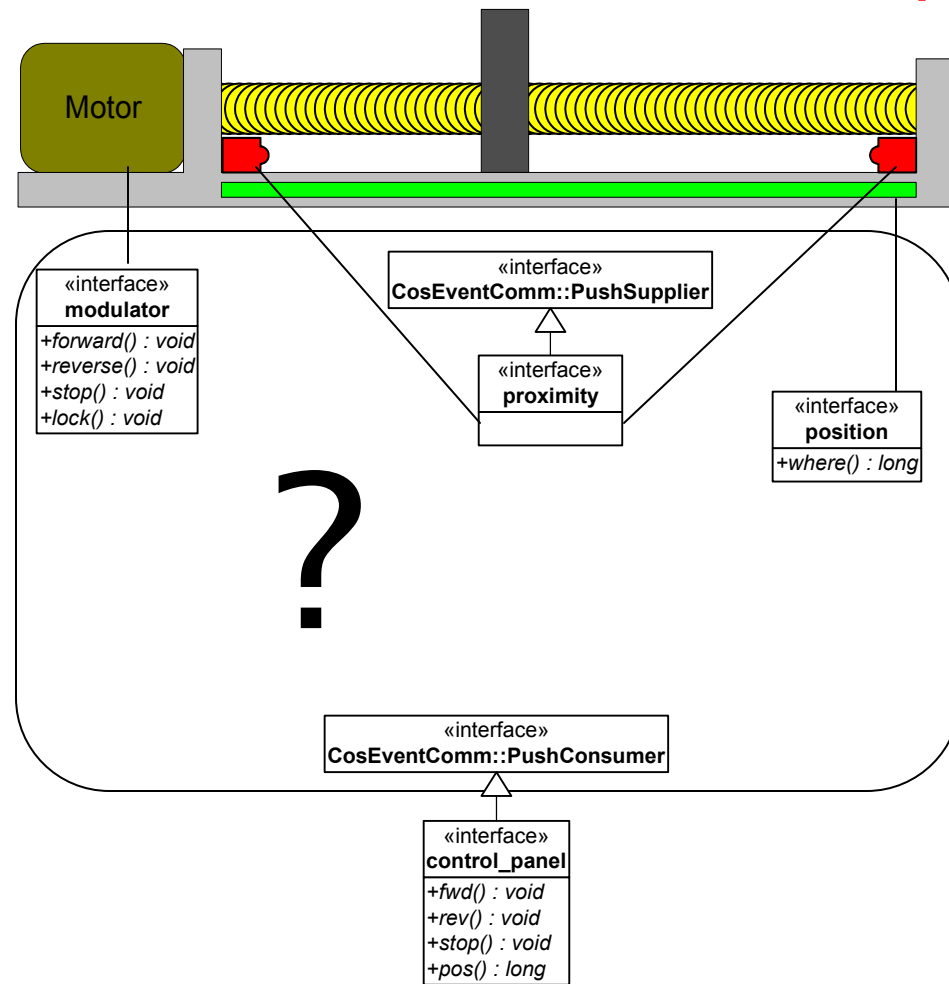 Motor
«interface»
modulator
+forward() : void
+reverse() : void
+stop() : void
+lock() : void
«interface»
CosEventComm::PushSupplier
«interface»
proximity
«interface»
position
+where() : long
?
«interface»
CosEventComm::PushConsumer
«interface»
control_panel
+fwd() : void
+rev() : void
+stop() : void
+pos() : long